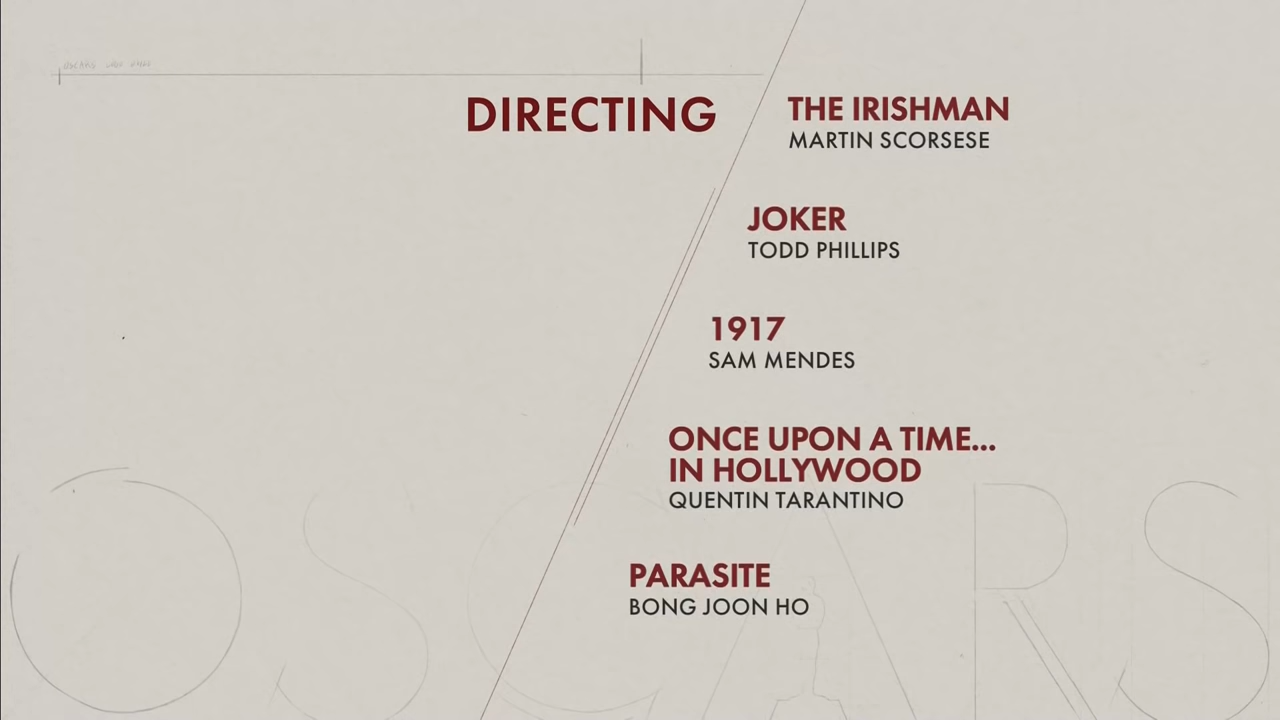 DIRECTING
THE IRISHMAN
MARTIN SCORSESE
JOKER
TODD PHILLIPS
1917
SAM MENDES
ONCE UPON A TIME...
IN HOLLYWOOD
QUENTIN TARANTINO
PARASITE
BONG JOON HO
OSCARS